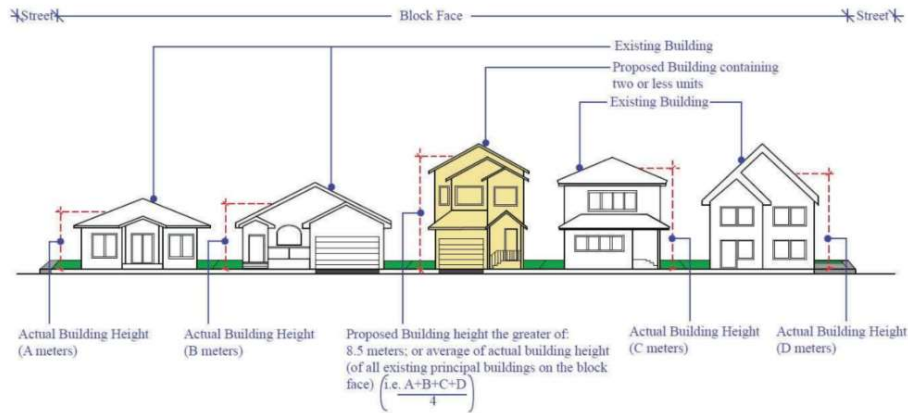 Street
Block Face
Street
Existing Building
Proposed Building containing
two or less units
Existing Building
Actual Building Height
(A meters)
Actual Building Height
(B meters)
Proposed Building height the greater of:
8.5 meters; or average of actual building height
(of all existing principal buildings on the block
face) (i.e. A+B+C+D
4)
Actual Building Height
(C meters)
Actual Building Height
(D meters)